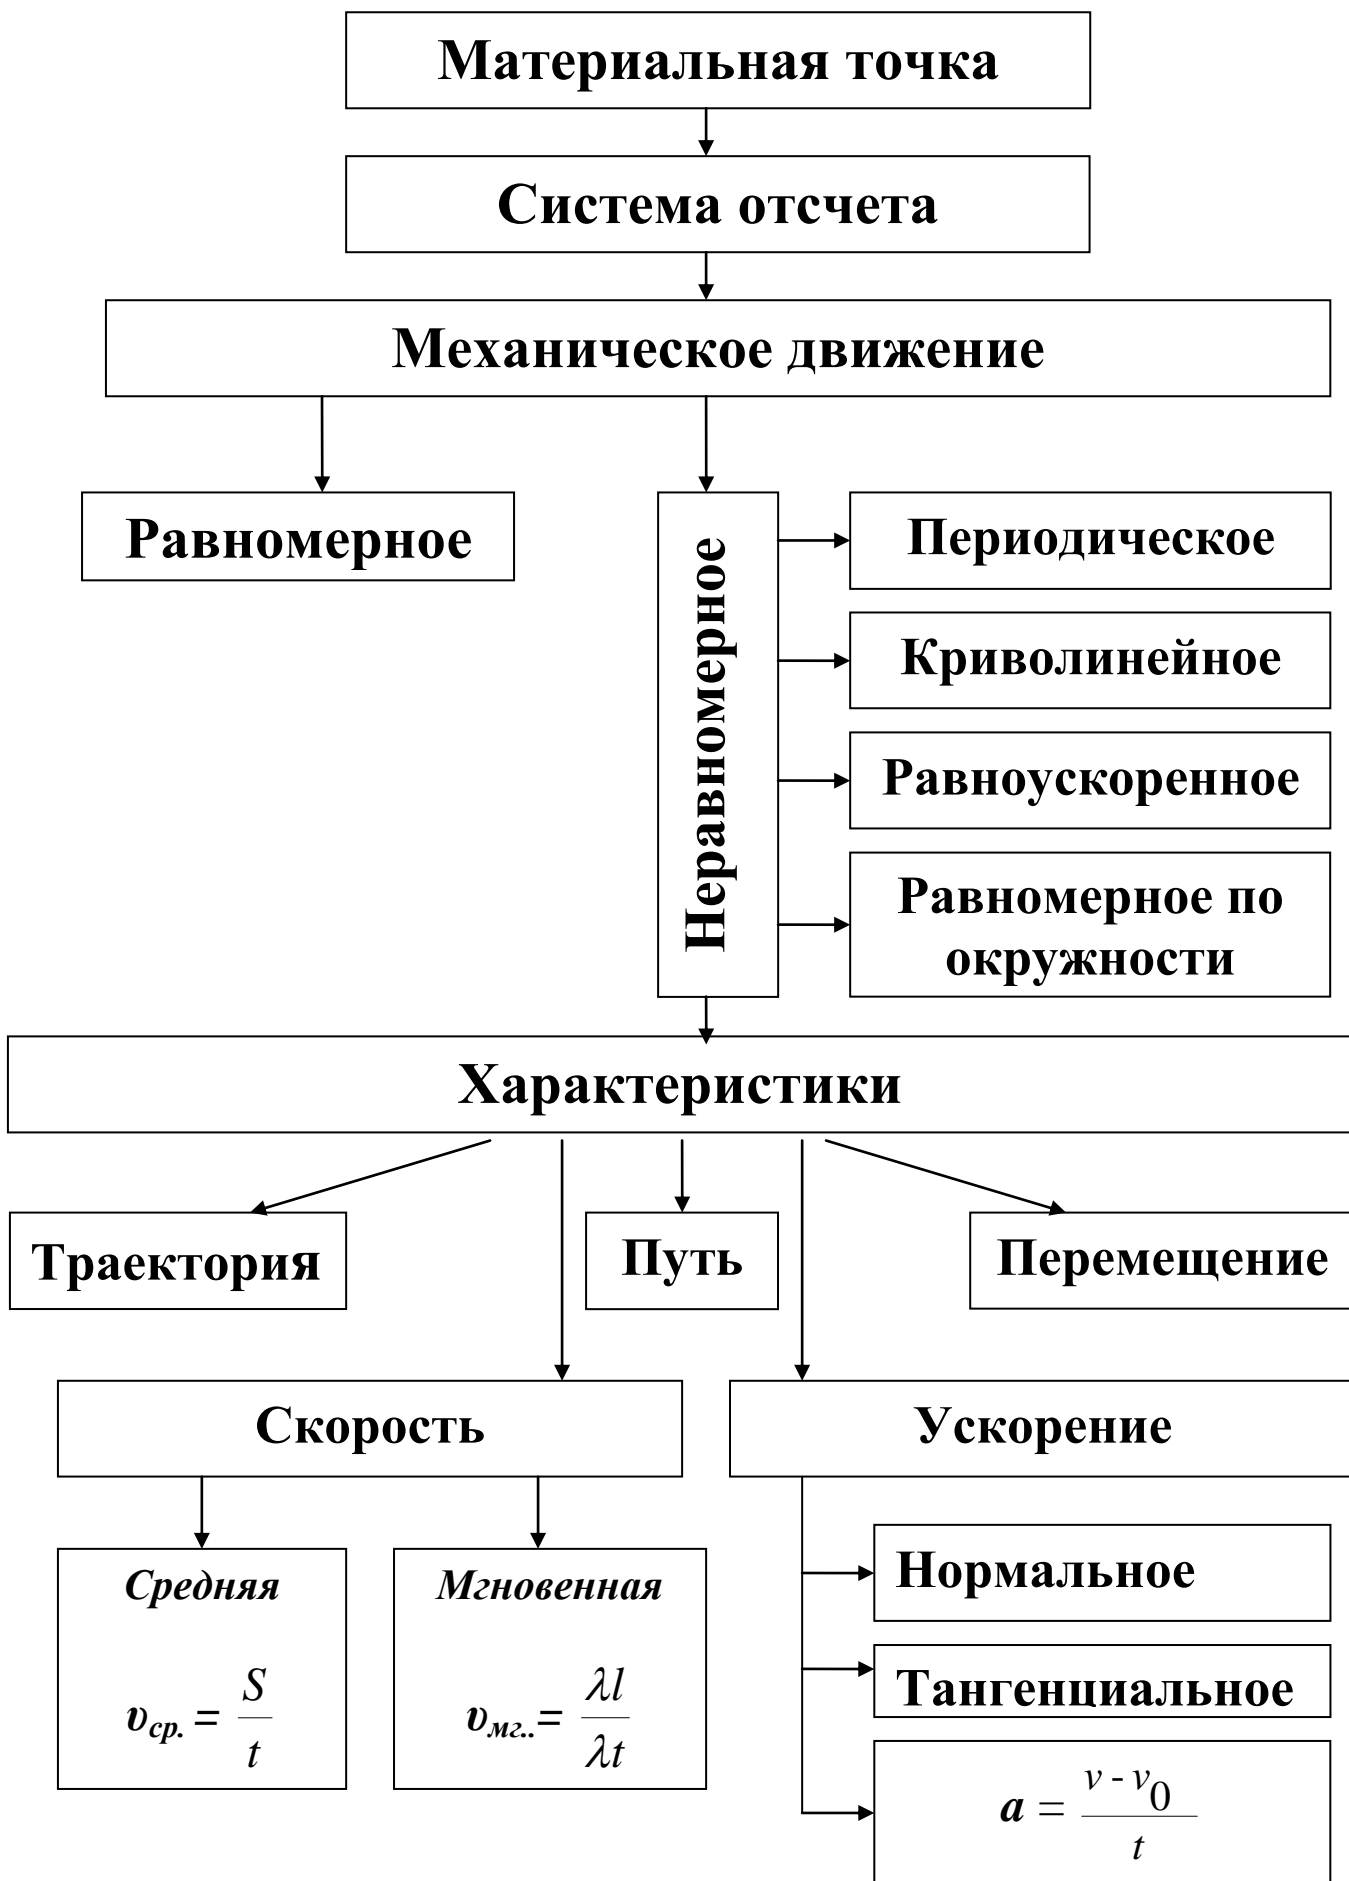 Материальная точка
Система отсчета
Механическое движение
Равномерное
Неравномерное
Периодическое
Криволинейное
Равноускоренное
Равномерное по
окружности
Характеристики
Траектория
Путь
Перемещение
Скорость
Ускорение
Средняя
υср. = S/t
Мгновенная
υмг..= λl/λt
Нормальное
Тангенциальное
a = v - v₀/t